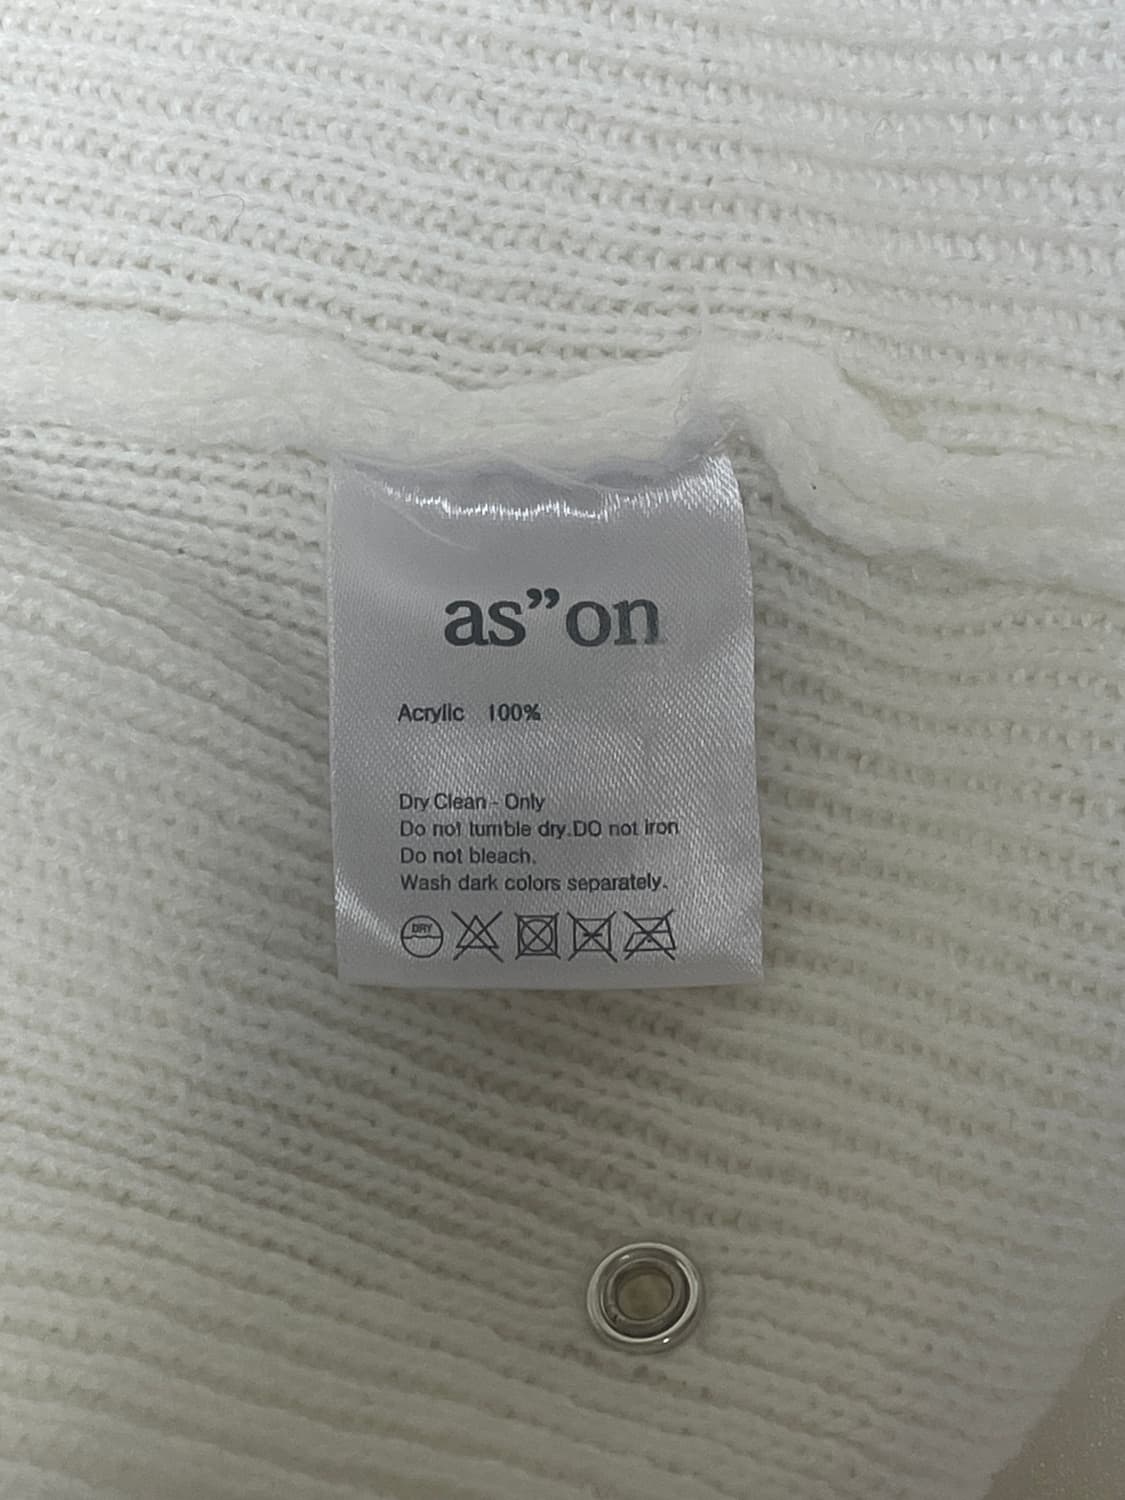 as”on
Acrylic 100%
Dry Clean - Only
Do not tumble dry.DO not iron
Do not bleach.
Wash dark colors separately.
DRY